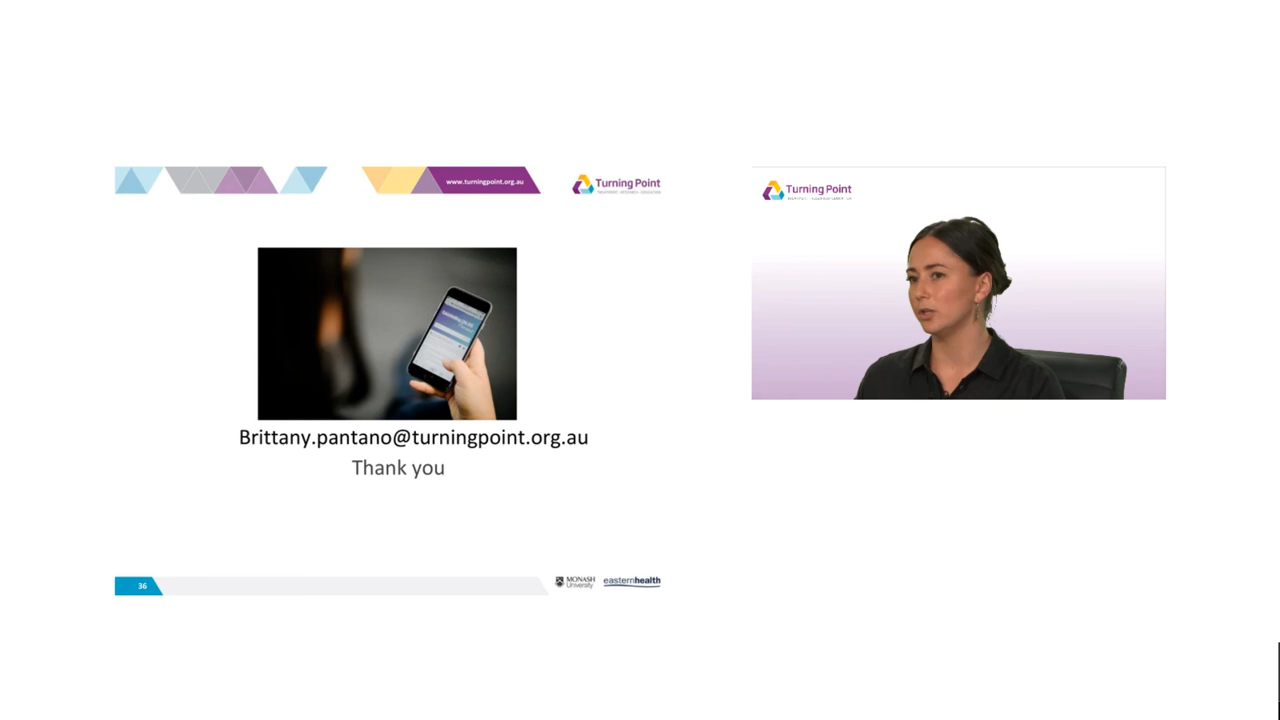 www.turningpoint.org.au
Turning Point
Brittany.pantano@turningpoint.org.au
Thank you
36
MONASH
University
easternhealth
Turning Point